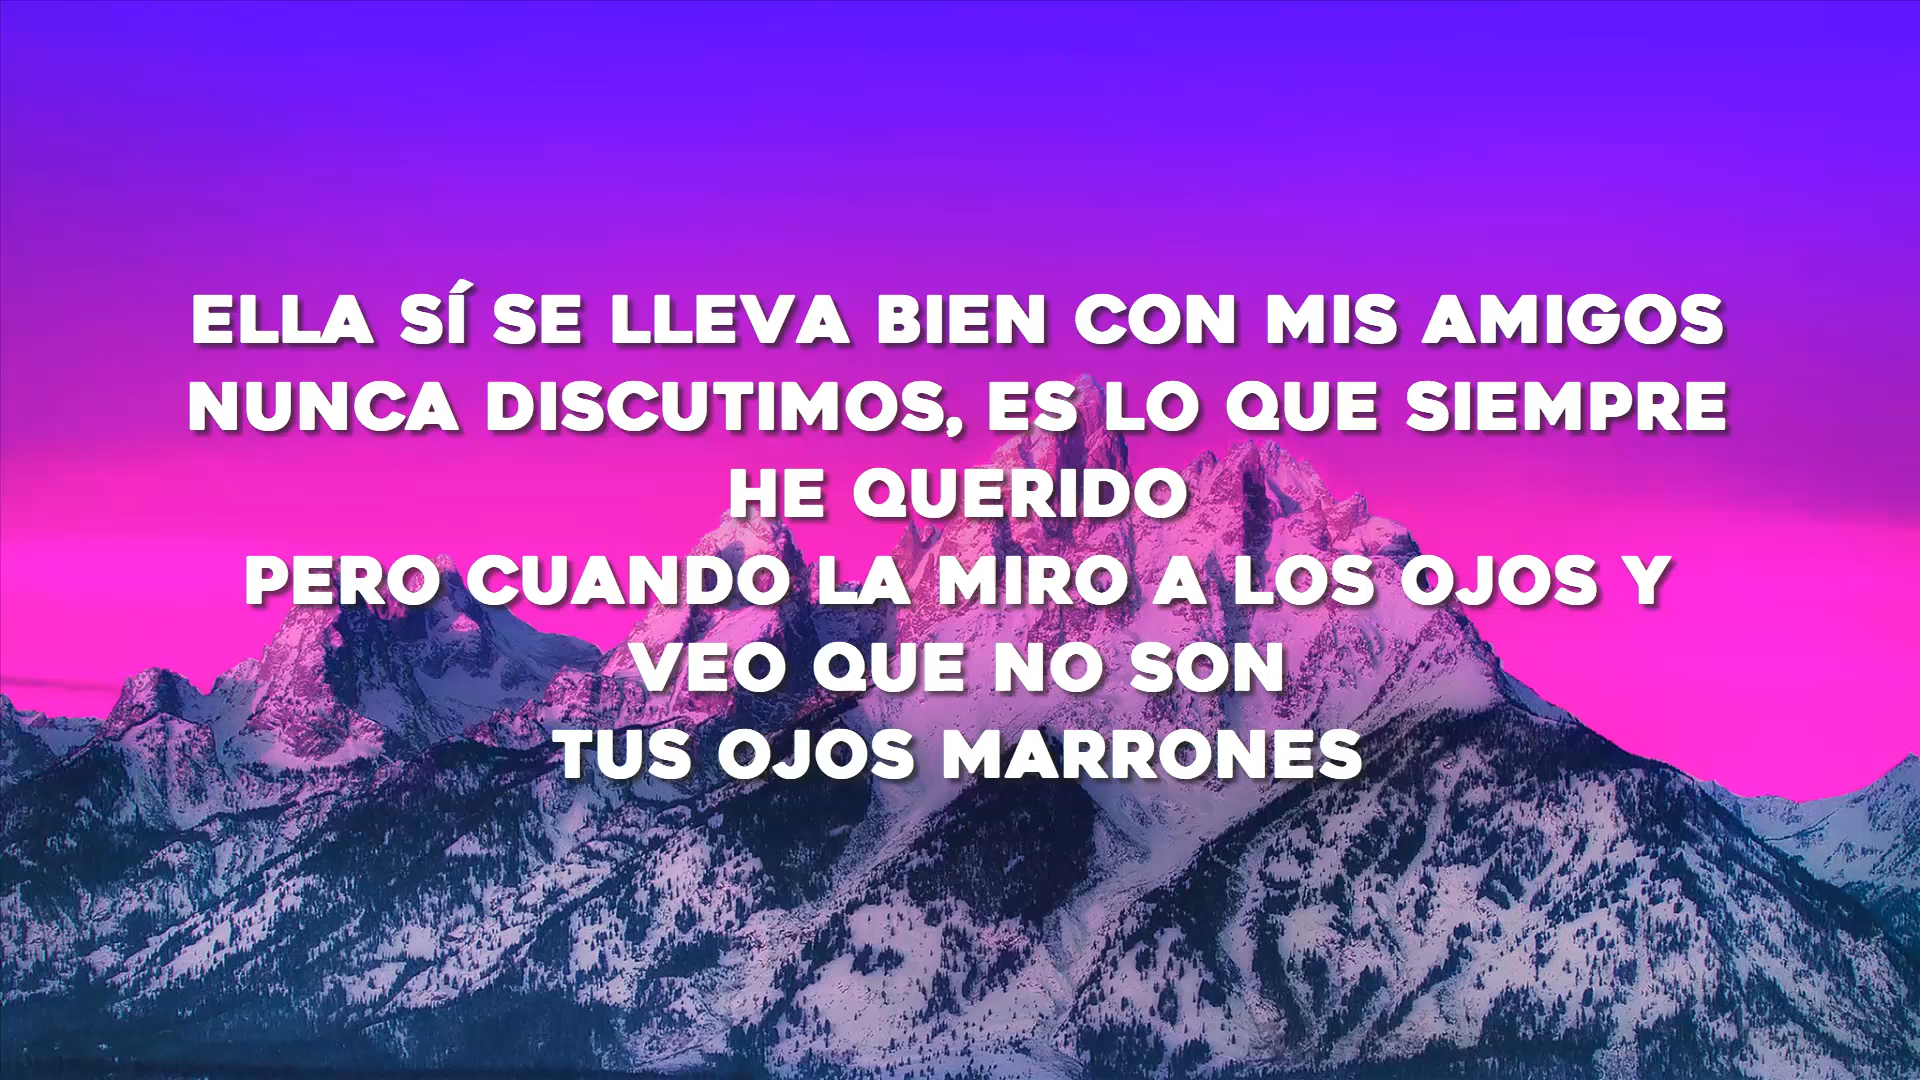 ELLA SÍ SE LLEVA BIEN CON MIS AMIGOS
NUNCA DISCUTIMOS, ES LO QUE SIEMPRE
HE QUERIDO
PERO CUANDO LA MIRO A LOS OJOS Y
VEO QUE NO SON
TUS OJOS MARRONES